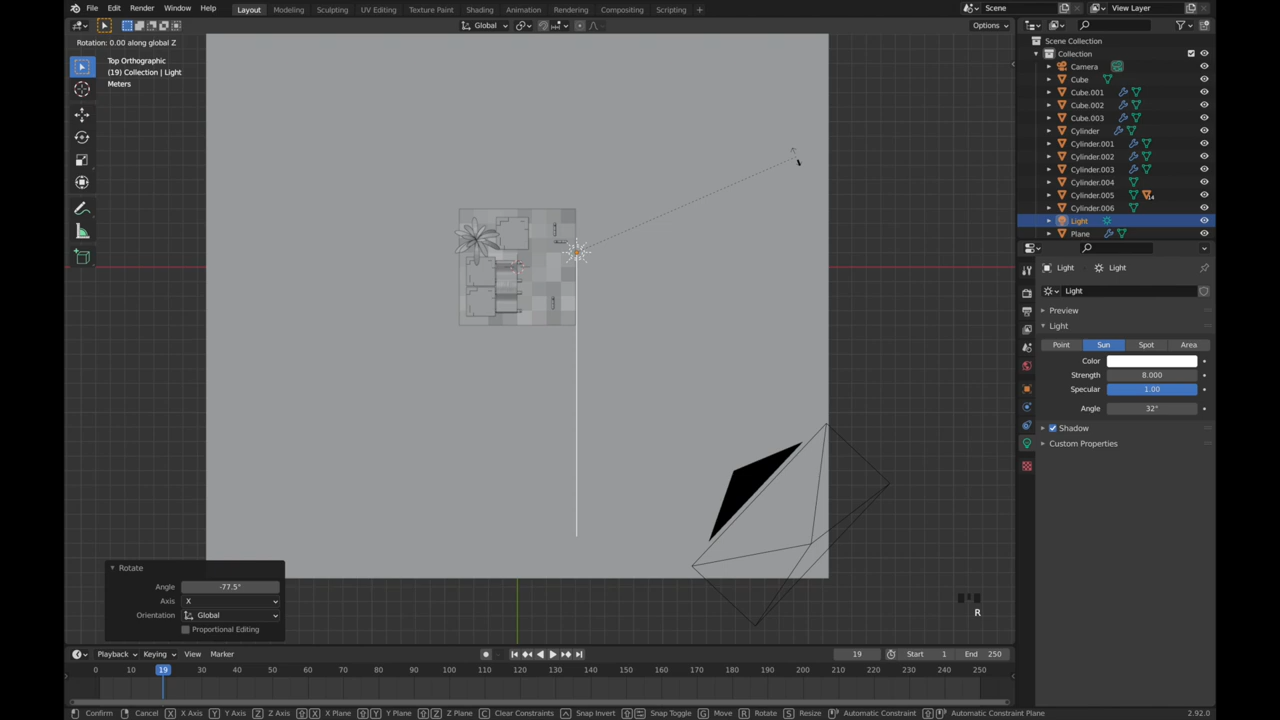 File Edit Render Window Help Layout Modeling Sculpting UV Editing Texture Paint Shading Animation Rendering Compositing Scripting + Scene View Layer
Global Options
Rotation: 0.00 along global Z
Top Orthographic
(19) Collection | Light
Meters
Scene Collection
Collection
Camera
Cube
Cube.001
Cube.002
Cube.003
Cylinder
Cylinder.001
Cylinder.002
Cylinder.003
Cylinder.004
Cylinder.005 14
Cylinder.006
Light
Plane
Light Light
Light
Preview
Light
Point Sun Spot Area
Color
Strength 8.000
Specular 1.00
Angle 32°
Shadow
Custom Properties
Rotate
Angle -77.5°
Axis X
Orientation Global
Proportional Editing
R
Playback Keying View Marker 19 Start 1 End 250
0 10 19 30 40 50 60 70 80 90 100 110 120 130 140 150 160 170 180 190 200 210 220 230 240 250
Confirm Cancel X X Axis Y Y Axis Z Z Axis X X Plane Y Y Plane Z Z Plane C Clear Constraints Snap Invert Snap Toggle G Move R Rotate S Resize Automatic Constraint Automatic Constraint Plane 2.92.0